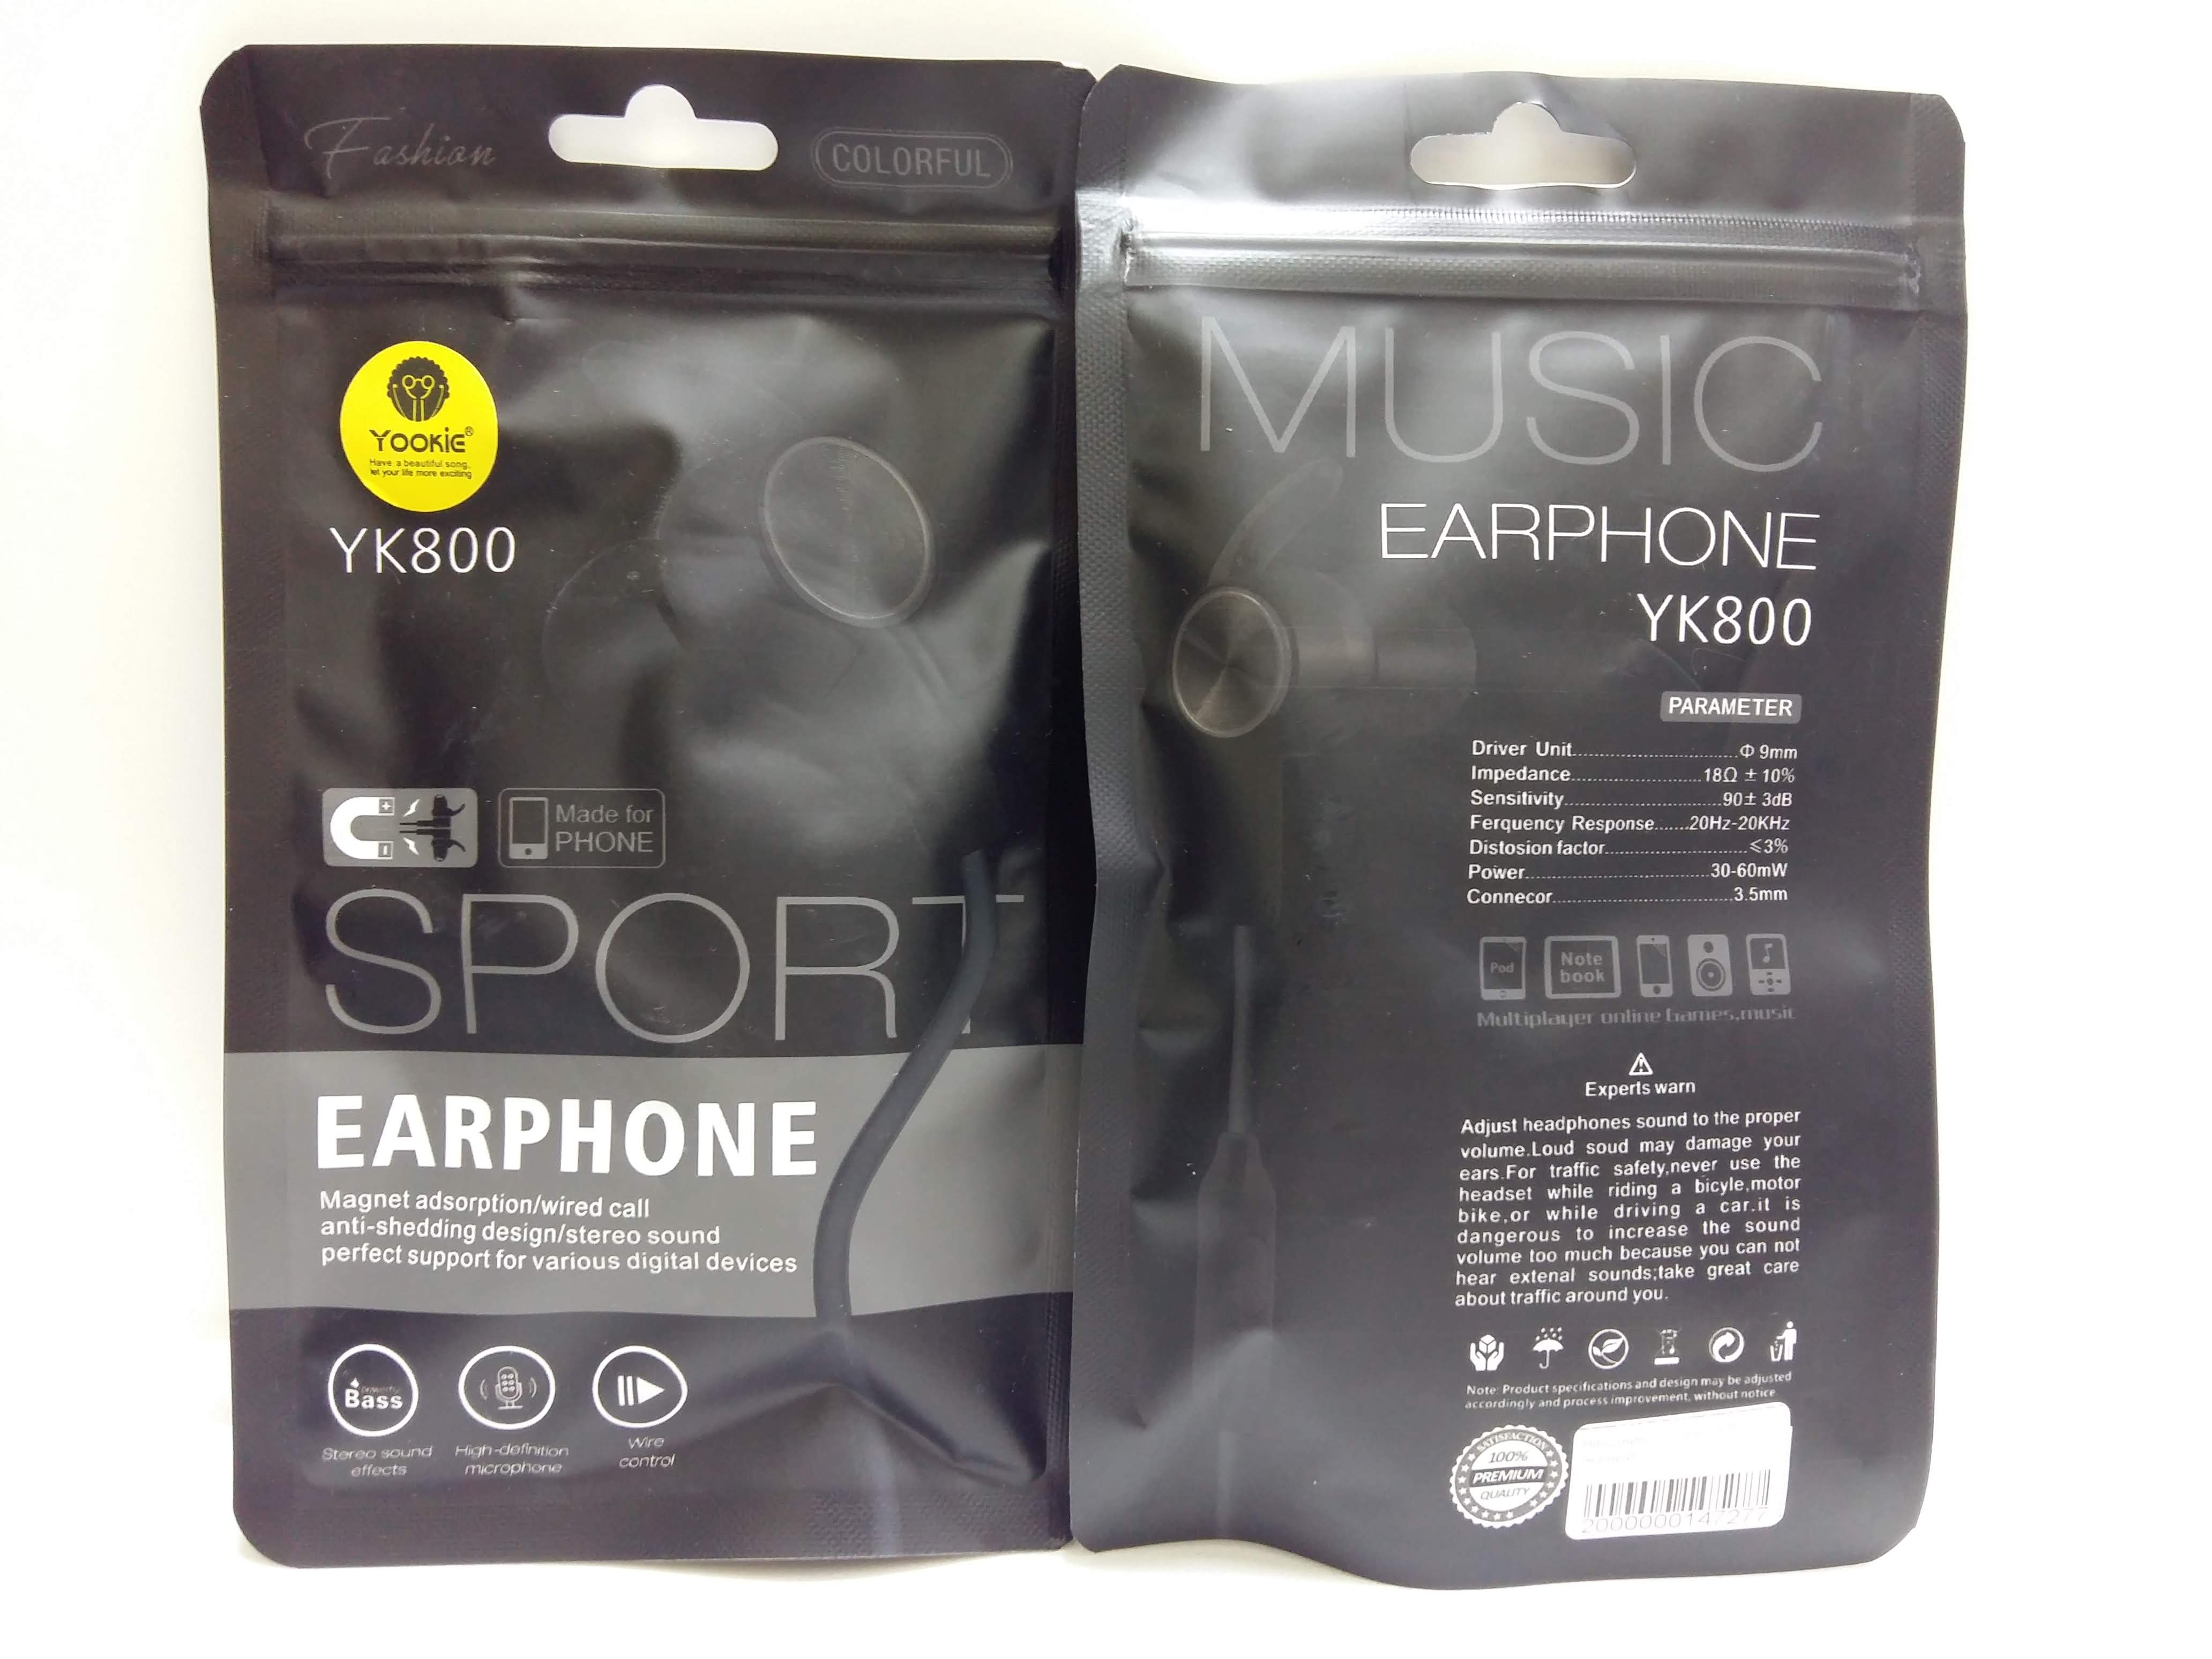 Fashion
COLORFUL
YOOKIE®
Have a beautiful song,
let your life more exciting
YK800
Made for
PHONE
SPORT
EARPHONE
Magnet adsorption/wired call
anti-shedding design/stereo sound
perfect support for various digital devices
powerful
Bass
Stereo sound
effects
High-definition
microphone
Wire
control
MUSIC
EARPHONE
YK800
PARAMETER
Driver Unit Φ 9mm
Impedance 18Ω ± 10%
Sensitivity 90± 3dB
Ferquency Response 20Hz-20KHz
Distosion factor ≤3%
Power 30-60mW
Connecor 3.5mm
Pod
Note
book
Multiplayer online Games,music
Experts warn
Adjust headphones sound to the proper
volume.Loud soud may damage your
ears.For traffic safety,never use the
headset while riding a bicyle,motor
bike,or while driving a car.it is
dangerous to increase the sound
volume too much because you can not
hear extenal sounds;take great care
about traffic around you.
Note: Product specifications and design may be adjusted
accordingly and process improvement, without notice
SATISFACTION
100%
PREMIUM
QUALITY
2000000147277